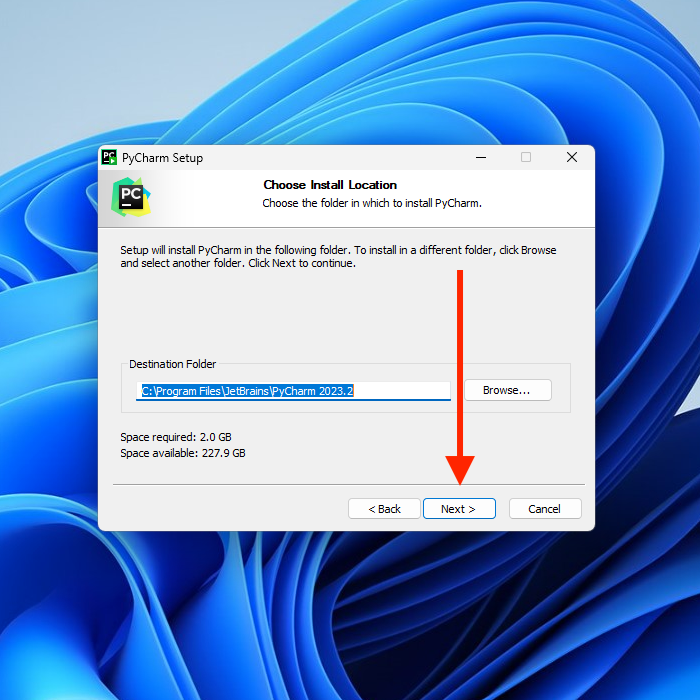 PC
PyCharm Setup
PC
Choose Install Location
Choose the folder in which to install PyCharm.
Setup will install PyCharm in the following folder. To install in a different folder, click Browse
and select another folder. Click Next to continue.
Destination Folder
C:\Program Files\JetBrains\PyCharm 2023.2
Browse...
Space required: 2.0 GB
Space available: 227.9 GB
< Back
Next >
Cancel